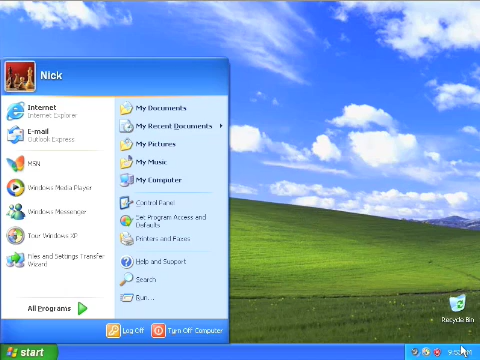 Nick
Internet
Internet Explorer
E-mail
Outlook Express
MSN
Windows Media Player
Windows Messenger
Tour Windows XP
Files and Settings Transfer
Wizard
All Programs
My Documents
My Recent Documents
My Pictures
My Music
My Computer
Control Panel
Set Program Access and
Defaults
Printers and Faxes
Help and Support
Search
Run...
Log Off
Turn Off Computer
Recycle Bin
start